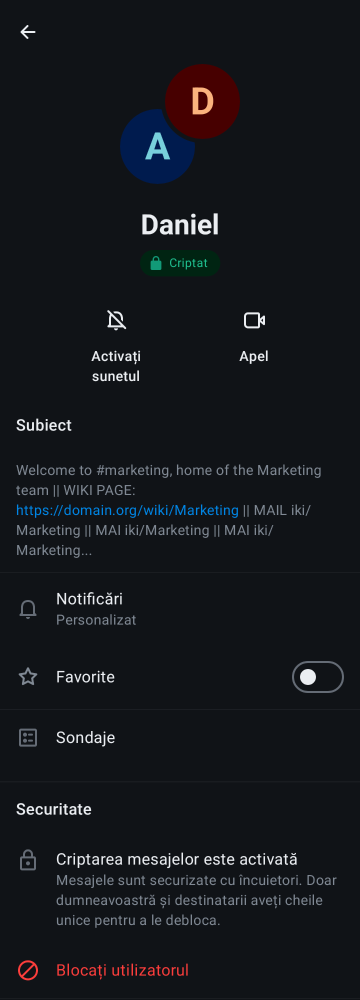 D
A
Daniel
Criptat
Activați
sunetul
Apel
Subiect
Welcome to #marketing, home of the Marketing
team || WIKI PAGE:
https://domain.org/wiki/Marketing || MAIL iki/
Marketing || MAI iki/Marketing || MAI iki/
Marketing...
Notificări
Personalizat
Favorite
Sondaje
Securitate
Criptarea mesajelor este activată
Mesajele sunt securizate cu încuietori. Doar
dumneavoastră și destinatarii aveți cheile
unice pentru a le debloca.
Blocați utilizatorul